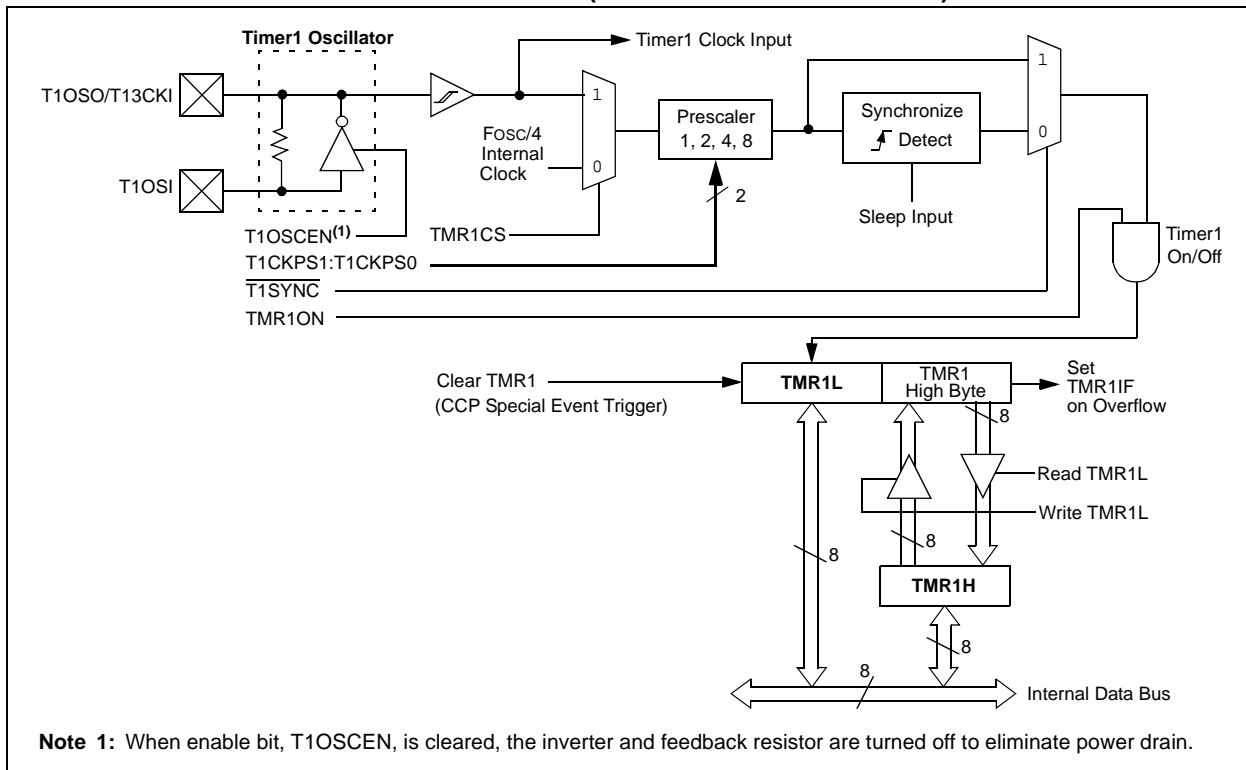 Timer1 Oscillator
Timer1 Clock Input
T1OSO/T13CKI
T1OSI
FOSC/4
Internal
Clock
1
0
Prescaler
1, 2, 4, 8
2
Synchronize
Detect
Sleep Input
1
0
T1OSCEN(1)
TMR1CS
T1CKPS1:T1CKPS0
T1SYNC
TMR1ON
Timer1
On/Off
Clear TMR1
(CCP Special Event Trigger)
TMR1L
TMR1
High Byte
Set
TMR1IF
on Overflow
8
Read TMR1L
Write TMR1L
8
8
TMR1H
8
8
Internal Data Bus
Note 1: When enable bit, T1OSCEN, is cleared, the inverter and feedback resistor are turned off to eliminate power drain.